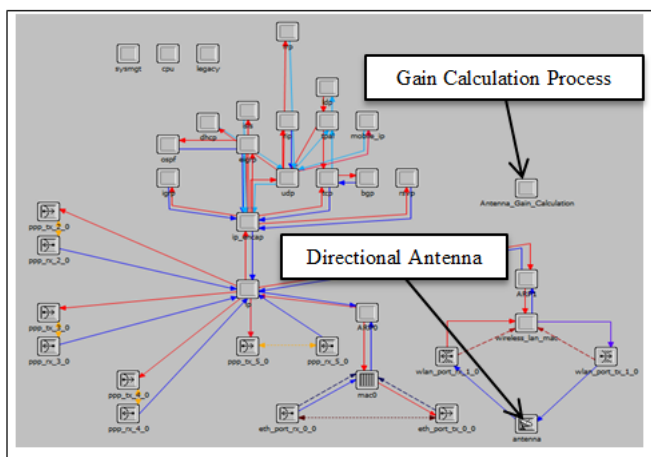 Gain Calculation Process
sysmgt
cpu
legacy
dhcp
mobile_ip
ospf
udp
bgp
Antenna_Gain_Calculation
ppp_tx_2_0
ip_encap
ppp_rx_2_0
Directional Antenna
ppp_tx_3_0
ARP0
wireless_lan_mac
ppp_rx_3_0
ppp_tx_5_0
ppp_rx_5_0
wlan_port_tx_1_0
ppp_tx_4_0
mac0
ppp_rx_4_0
eth_port_rx_0_0
eth_port_tx_0_0
antenna